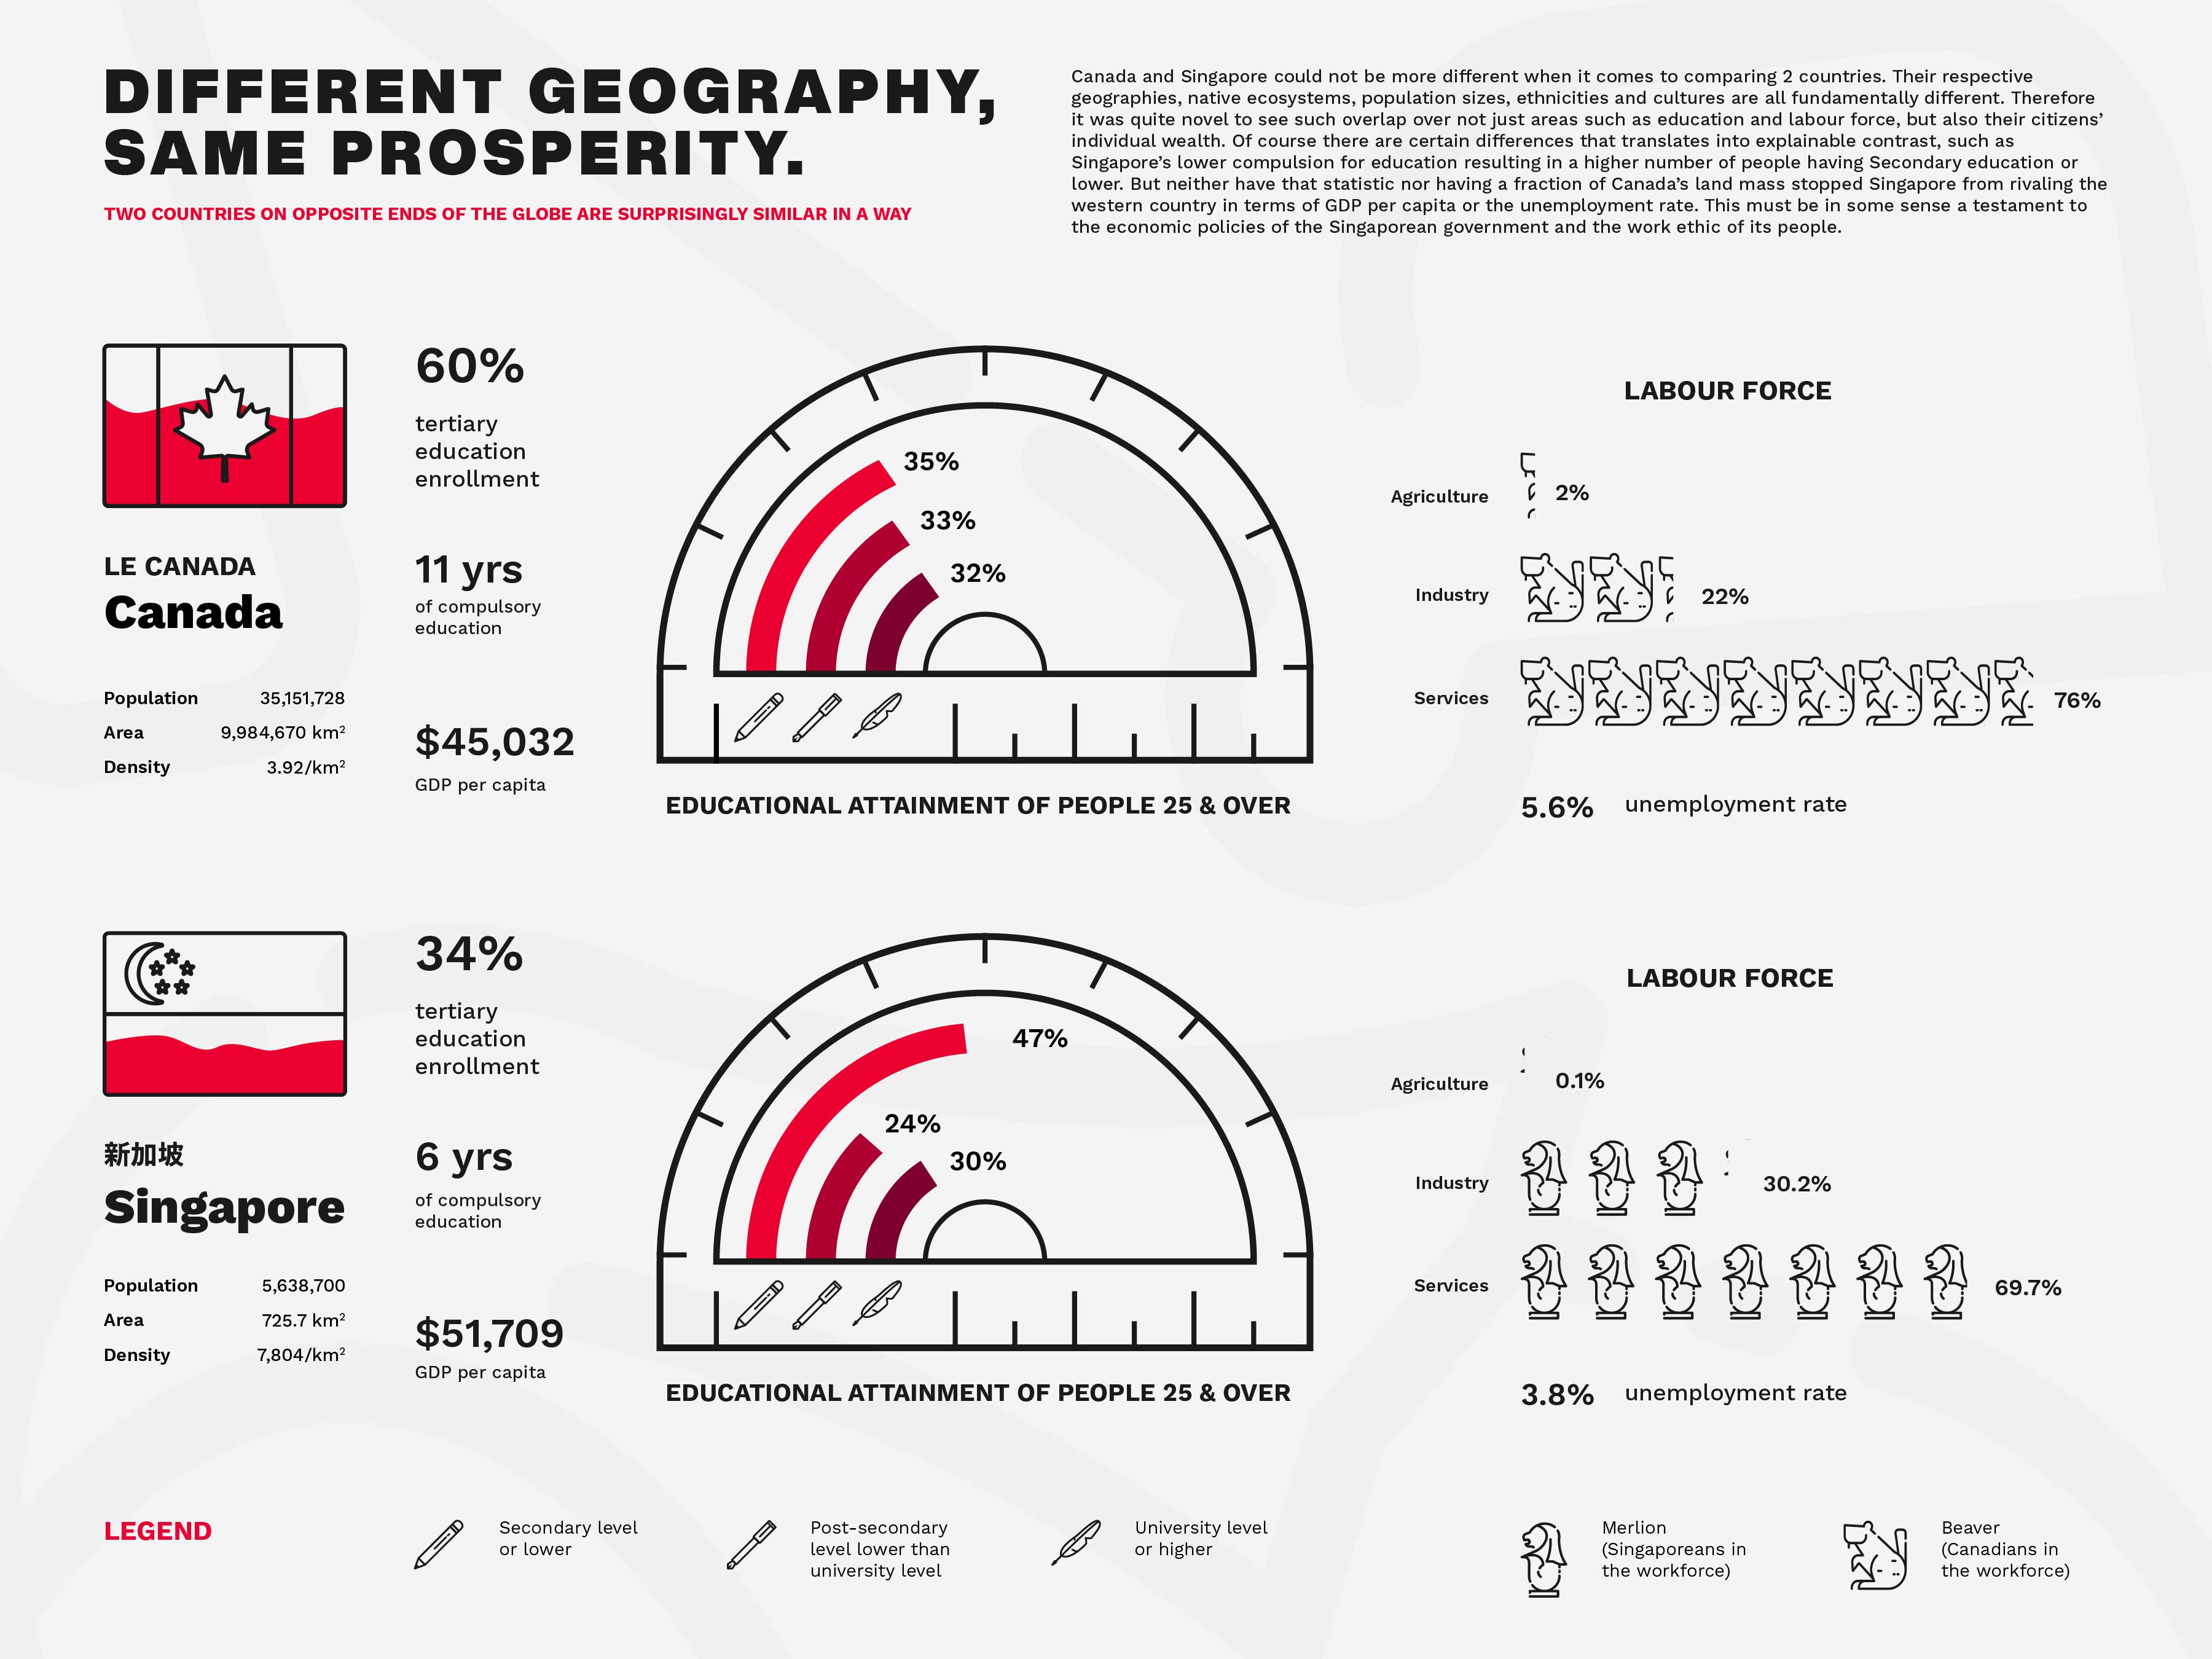 DIFFERENT GEOGRAPHY,
SAME PROSPERITY.
TWO COUNTRIES ON OPPOSITE ENDS OF THE GLOBE ARE SURPRISINGLY SIMILAR IN A WAY
Canada and Singapore could not be more different when it comes to comparing 2 countries. Their respective
geographies, native ecosystems, population sizes, ethnicities and cultures are all fundamentally different. Therefore
it was quite novel to see such overlap over not just areas such as education and labour force, but also their citizens’
individual wealth. Of course there are certain differences that translates into explainable contrast, such as
Singapore’s lower compulsion for education resulting in a higher number of people having Secondary education or
lower. But neither have that statistic nor having a fraction of Canada’s land mass stopped Singapore from rivaling the
western country in terms of GDP per capita or the unemployment rate. This must be in some sense a testament to
the economic policies of the Singaporean government and the work ethic of its people.
LE CANADA
Canada
Population 35,151,728
Area 9,984,670 km²
Density 3.92/km²
60%
tertiary
education
enrollment
11 yrs
of compulsory
education
$45,032
GDP per capita
35%
33%
32%
EDUCATIONAL ATTAINMENT OF PEOPLE 25 & OVER
LABOUR FORCE
Agriculture 2%
Industry 22%
Services 76%
5.6% unemployment rate
新加坡
Singapore
Population 5,638,700
Area 725.7 km²
Density 7,804/km²
34%
tertiary
education
enrollment
6 yrs
of compulsory
education
$51,709
GDP per capita
47%
24%
30%
EDUCATIONAL ATTAINMENT OF PEOPLE 25 & OVER
LABOUR FORCE
Agriculture 0.1%
Industry 30.2%
Services 69.7%
3.8% unemployment rate
LEGEND
Secondary level
or lower
Post-secondary
level lower than
university level
University level
or higher
Merlion
(Singaporeans in
the workforce)
Beaver
(Canadians in
the workforce)